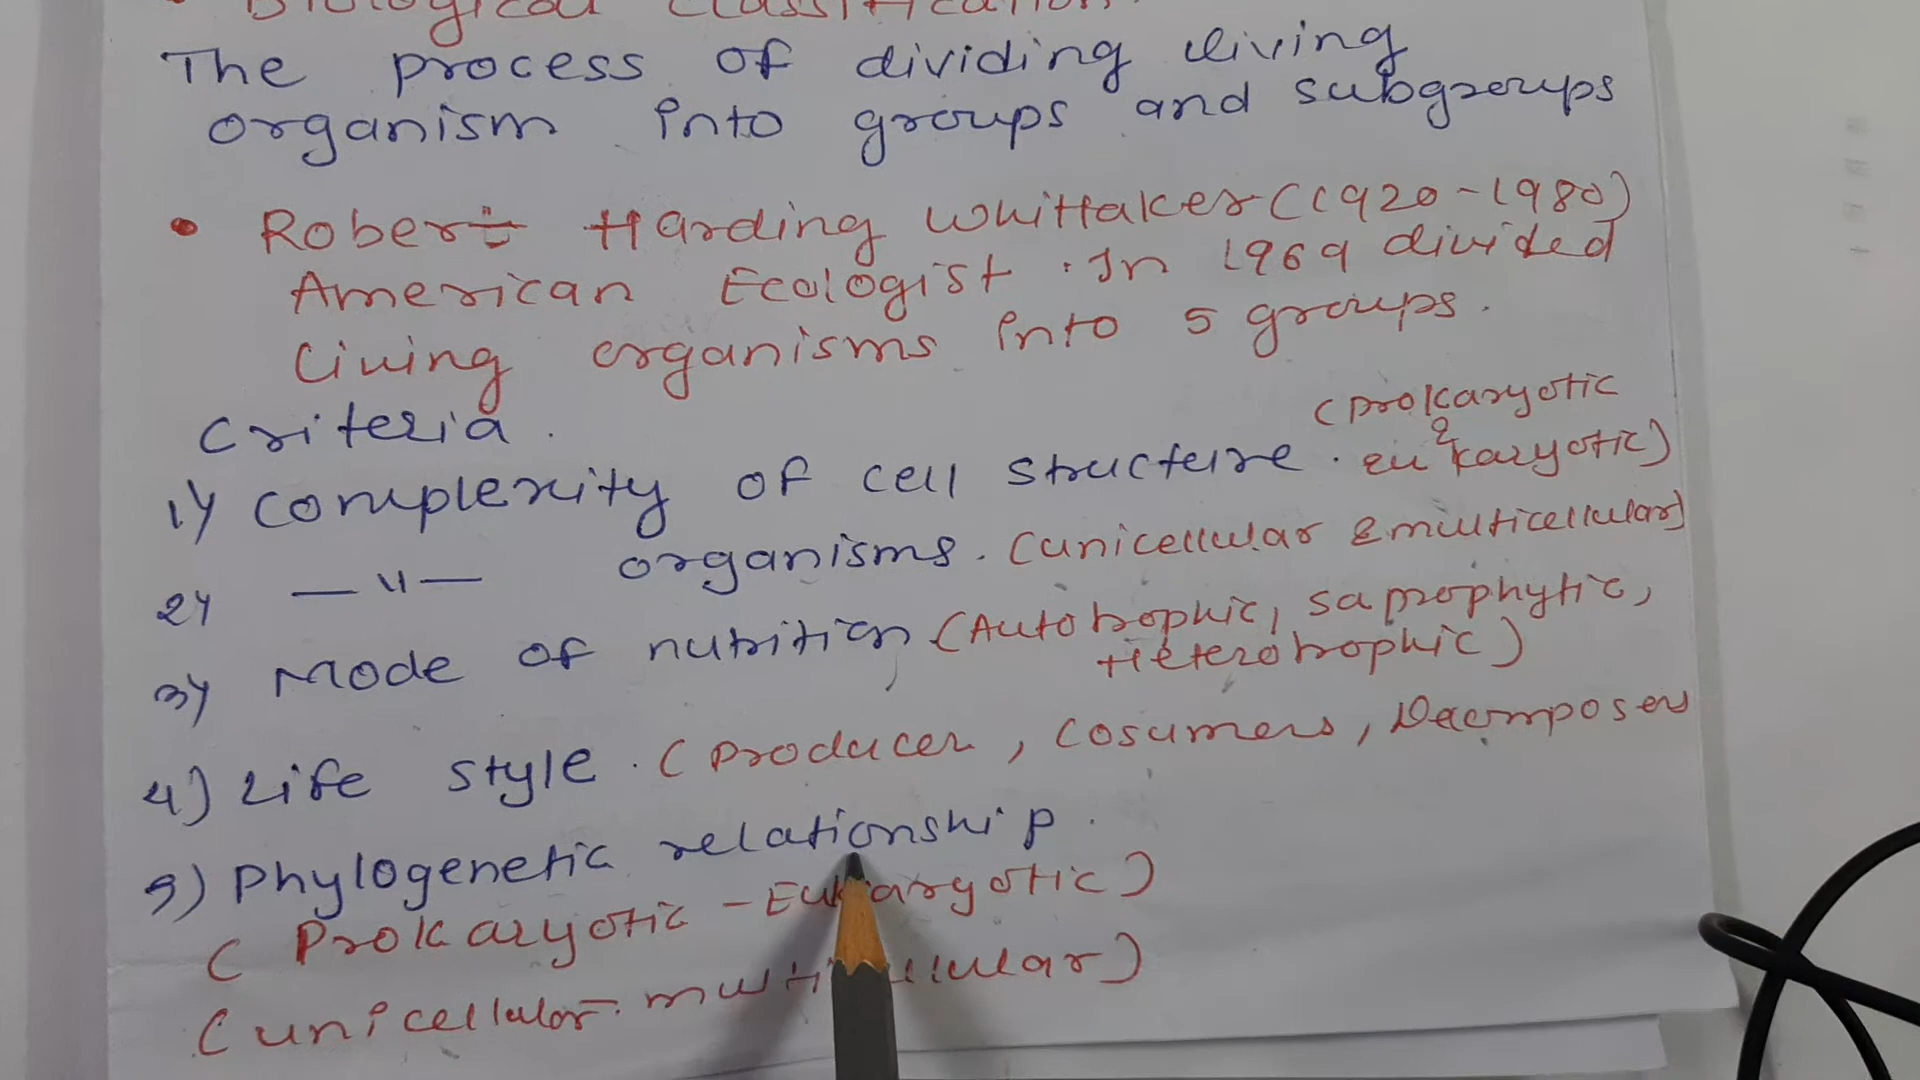 Biological classification.
The process of dividing living
organism into groups and subgroups
• Robert Harding Whittaker (1920-1980)
American Ecologist. In 1969 divided
Living organisms into 5 groups.
Criteria.
1) Complexity of cell structure. (Prokaryotic & eukaryotic)
2) —11— organisms. (unicellular & multicellular)
3) Mode of nutrition (Autotrophic, saprophytic, Heterotrophic)
4) Life style. (Producer, Cosumers, Decomposers
5) Phylogenetic relationship.
( Prokaryotic - Eukaryotic)
(unicellular - multicellular)